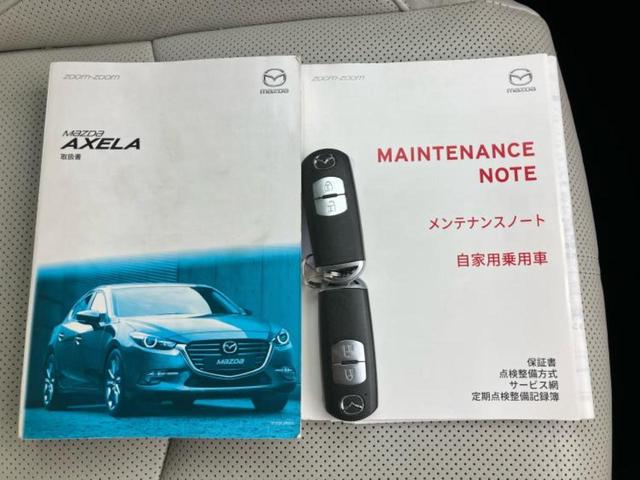 zoom-zoom
mazda
mazda
AXELA
取扱書
mazda
zoom-zoom
mazda
MAINTENANCE
NOTE
メンテナンスノート
自家用乗用車
保証書
点検整備方式
サービス網
定期点検整備記録簿